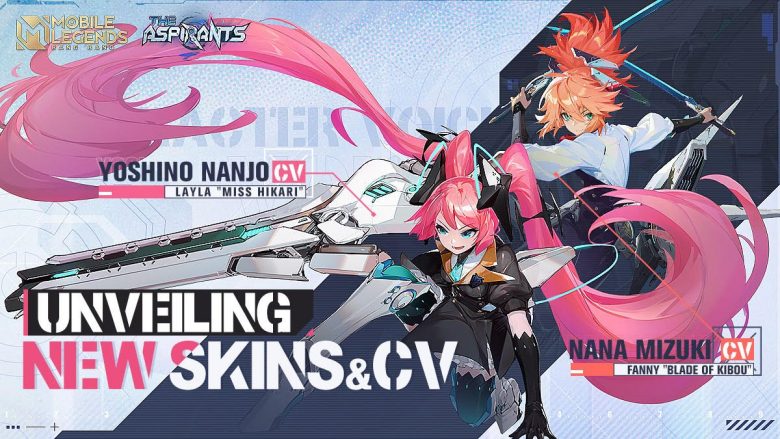 MOBILE
LEGENDS
BANG BANG
THE
ASPIRANTS
YOSHINO NANJO CV
LAYLA "MISS HIKARI"
UNVEILING
NEW SKINS&CV
NANA MIZUKI CV
FANNY "BLADE OF KIBOU"